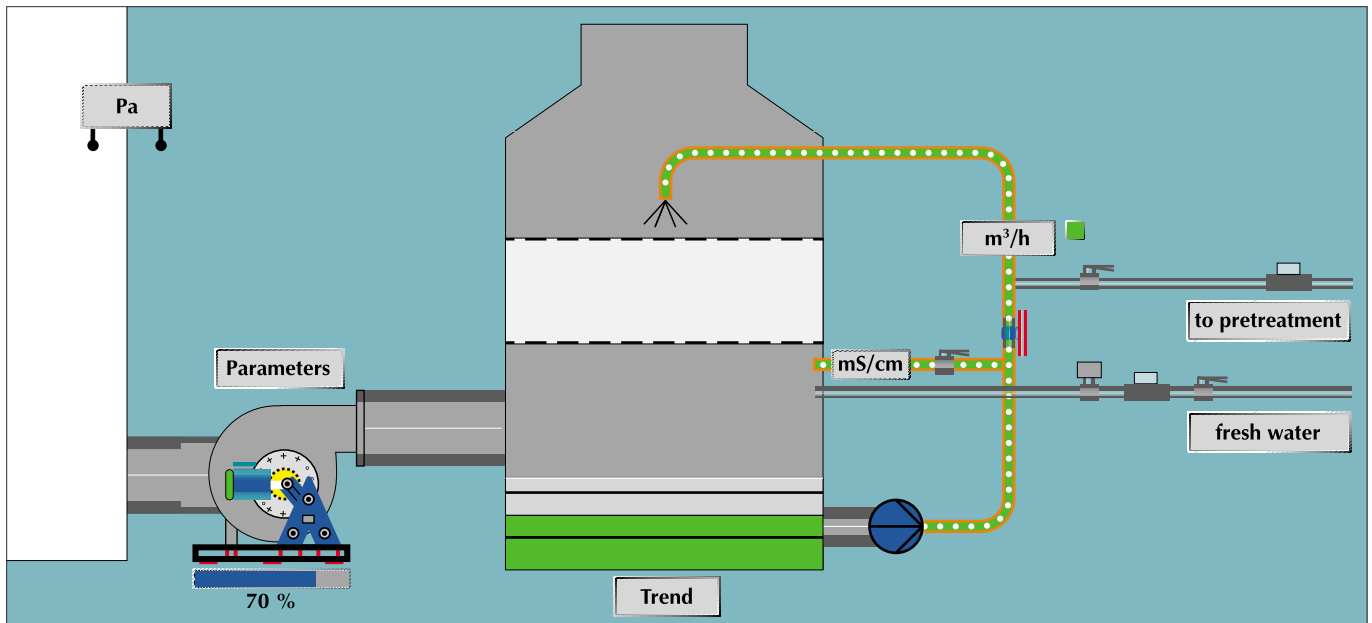 Pa
m³/h
to pretreatment
Parameters
mS/cm
fresh water
70 %
Trend